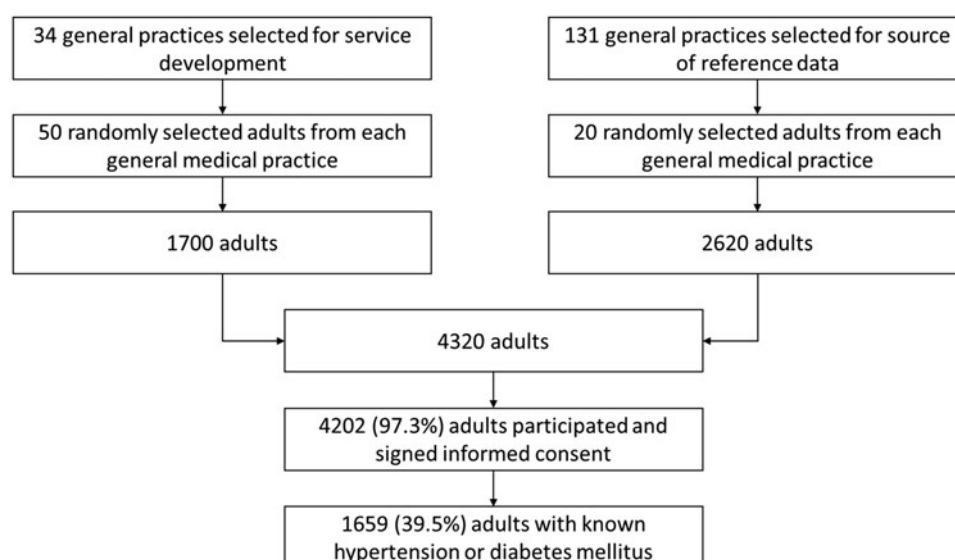 34 general practices selected for service
development
131 general practices selected for source
of reference data
50 randomly selected adults from each
general medical practice
20 randomly selected adults from each
general medical practice
1700 adults
2620 adults
4320 adults
4202 (97.3%) adults participated and
signed informed consent
1659 (39.5%) adults with known
hypertension or diabetes mellitus